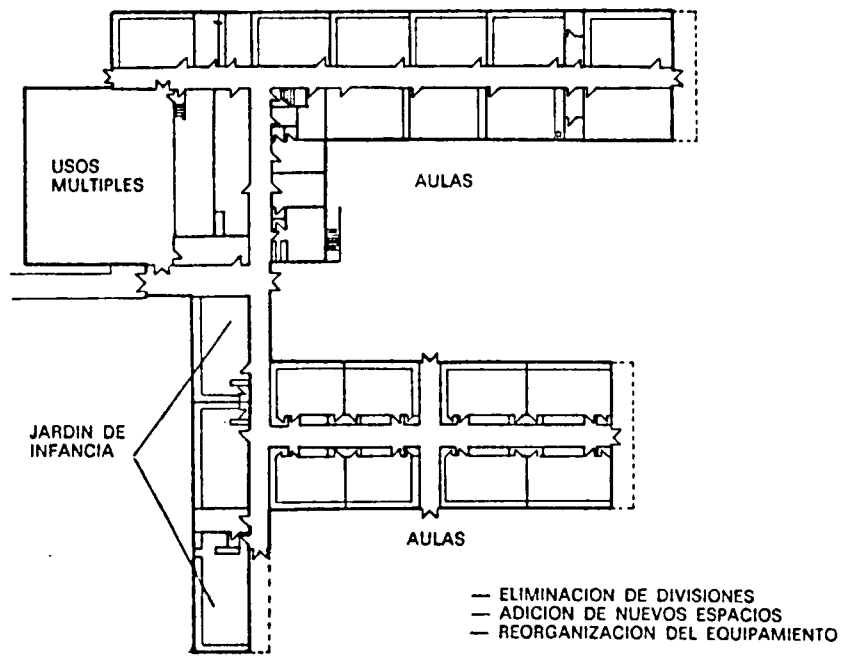 USOS
MULTIPLES
AULAS
JARDIN DE
INFANCIA
AULAS
— ELIMINACION DE DIVISIONES
— ADICION DE NUEVOS ESPACIOS
— REORGANIZACION DEL EQUIPAMIENTO